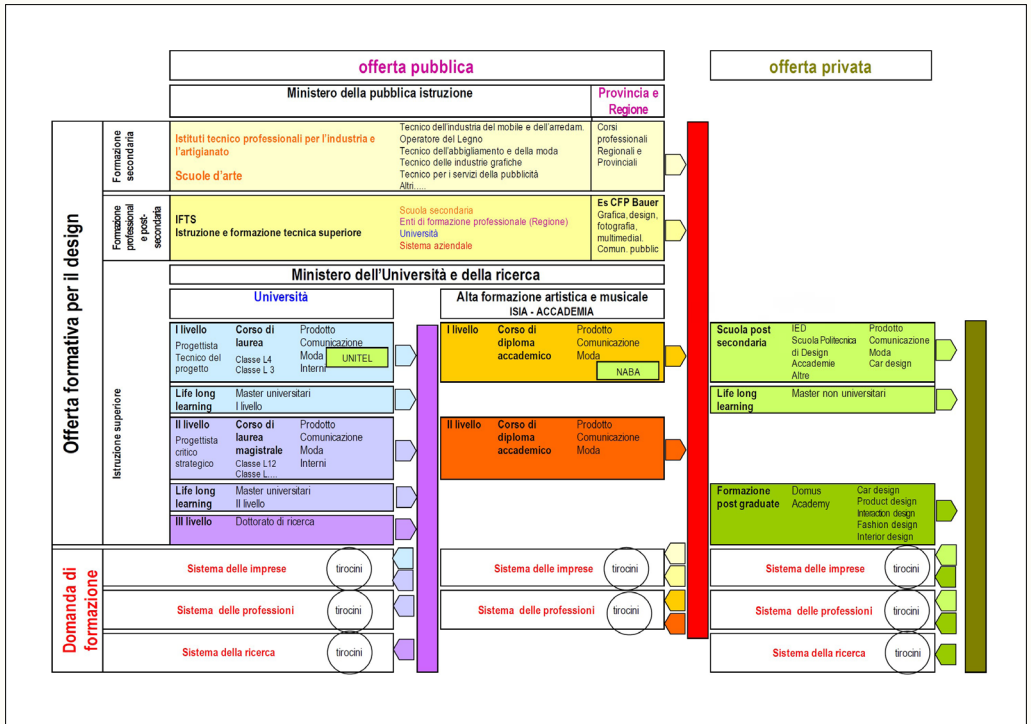 offerta pubblica
offerta privata
Ministero della pubblica istruzione
Provincia e
Regione
Offerta formativa per il design
Formazione
secondaria
Istituti tecnico professionali per l'industria e
l'artigianato
Scuole d'arte
Tecnico dell'industria del mobile e dell'arredam.
Operatore del Legno
Tecnico dell'abbigliamento e della moda
Tecnico delle industrie grafiche
Tecnico per i servizi della pubblicità
Altri.....
Corsi
professionali
Regionali e
Provinciali
Formazione
professional
e post-
secondaria
IFTS
Istruzione e formazione tecnica superiore
Scuola secondaria
Enti di formazione professionale (Regione)
Università
Sistema aziendale
Es CFP Bauer
Grafica, design,
fotografia,
multimedial.
Comun. pubblic
Istruzione superiore
Ministero dell'Università e della ricerca
Università
Alta formazione artistica e musicale
ISIA - ACCADEMIA
I livello
Progettista
Tecnico del
progetto
Corso di
laurea
Classe L4
Classe L 3
Prodotto
Comunicazione
Moda
Interni
UNITEL
I livello
Corso di
diploma
accademico
Prodotto
Comunicazione
Moda
NABA
Scuola post
secondaria
IED
Scuola Politecnica
di Design
Accademie
Altre
Prodotto
Comunicazione
Moda
Car design
Life long
learning
Master universitari
I livello
Life long
learning
Master non universitari
II livello
Progettista
critico
strategico
Corso di
laurea
magistrale
Classe L12
Classe L....
Prodotto
Comunicazione
Moda
Interni
II livello
Corso di
diploma
accademico
Prodotto
Comunicazione
Moda
Life long
learning
Master universitari
II livello
Formazione
post graduate
Domus
Academy
Car design
Product design
Interaction design
Fashion design
Interior design
III livello
Dottorato di ricerca
Domanda di
formazione
Sistema delle imprese
tirocini
Sistema delle imprese
tirocini
Sistema delle imprese
tirocini
Sistema delle professioni
tirocini
Sistema delle professioni
tirocini
Sistema delle professioni
tirocini
Sistema della ricerca
tirocini
Sistema della ricerca
tirocini